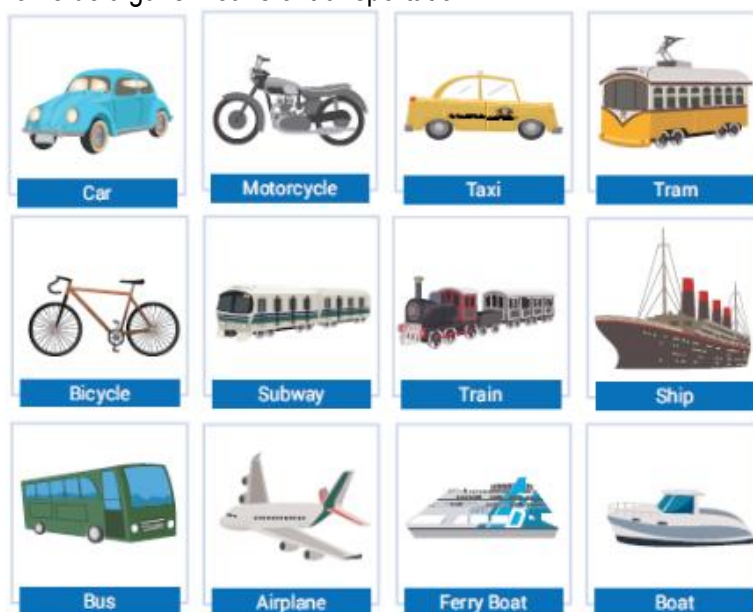 Car Motorcycle Taxi Tram
Bicycle Subway Train Ship
Bus Airplane Ferry Boat Boat